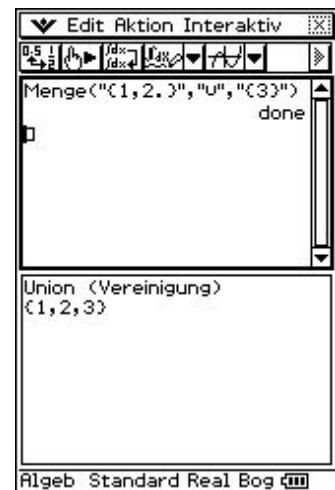 Edit Aktion Interaktiv
Menge("{1,2.}","U","{3}")
done
Union (Vereinigung)
{1,2,3}
Algeb Standard Real Bog